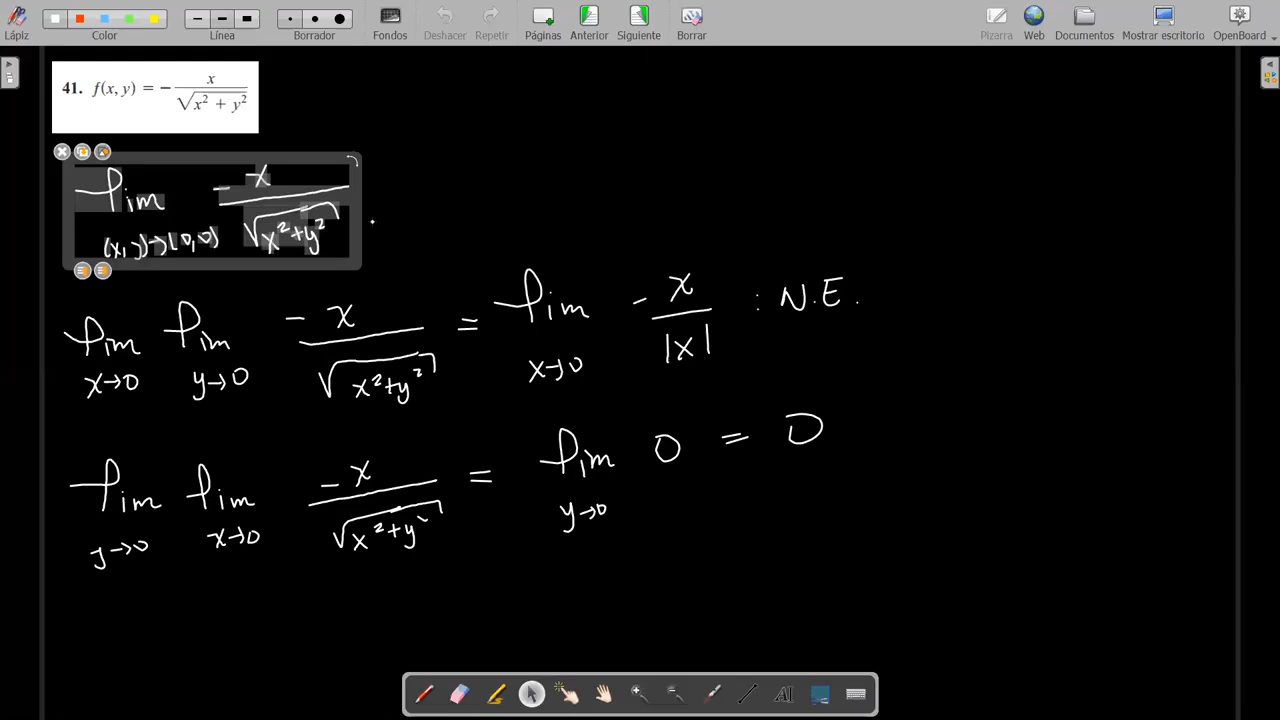 Lápiz Color Línea Borrador Fondos Deshacer Repetir Páginas Anterior Siguiente Borrar Pizarra Web Documentos Mostrar escritorio OpenBoard
41. f(x, y) = - x / √(x² + y²)
lim (x,y)→(0,0) -x / √(x²+y²)
lim x→0 lim y→0 -x / √(x²+y²) = lim x→0 - x / |x| : N.E.
lim y→0 lim x→0 -x / √(x²+y²) = lim y→0 0 = 0